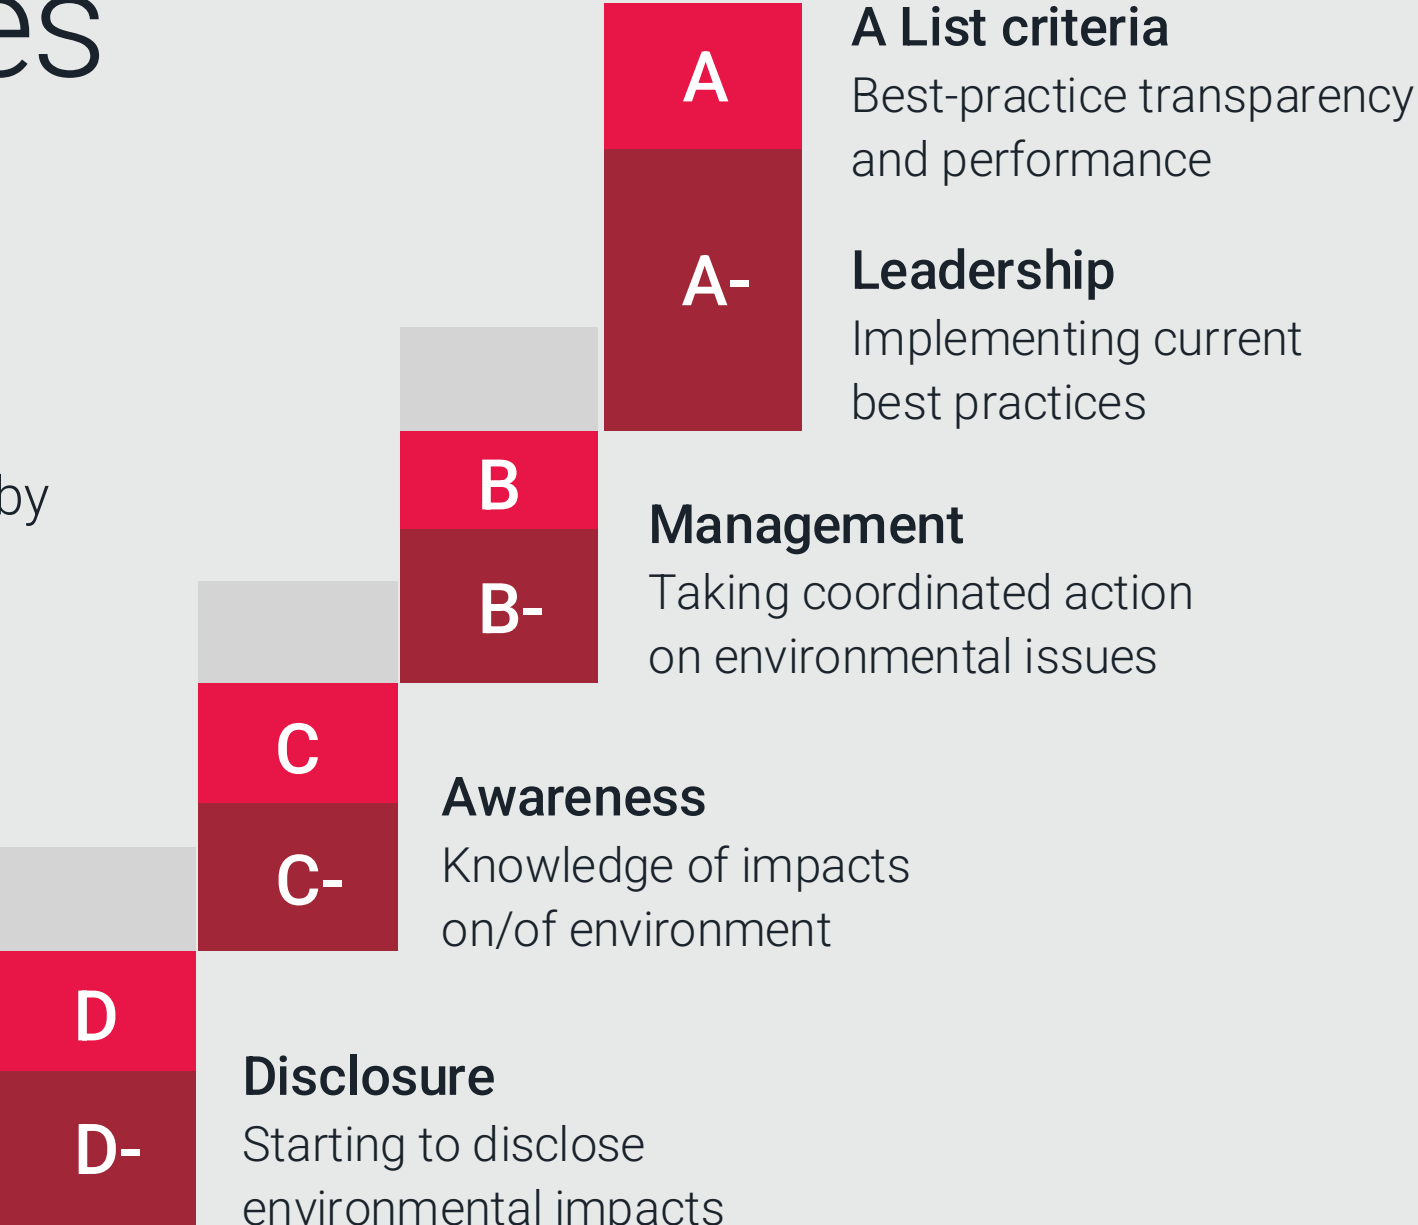 es
A
A List criteria
Best-practice transparency
and performance
A-
Leadership
Implementing current
best practices
by
B
Management
B-
Taking coordinated action
on environmental issues
C
Awareness
C-
Knowledge of impacts
on/of environment
D
Disclosure
D-
Starting to disclose
environmental impacts